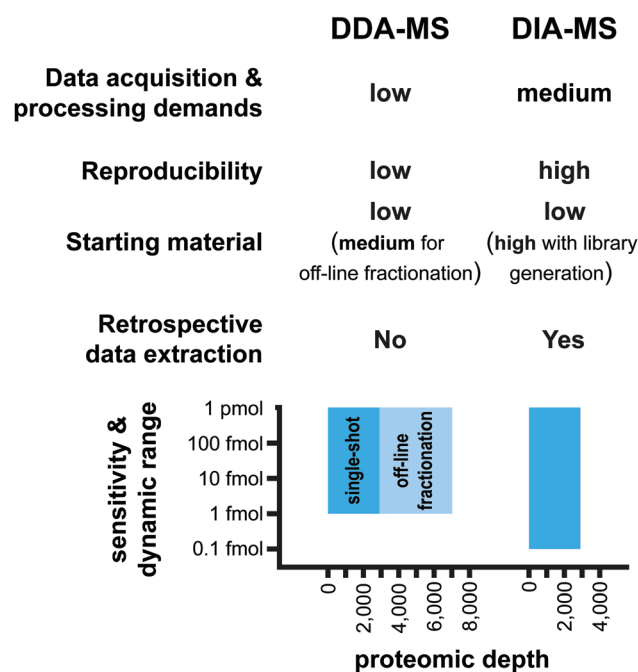 DDA-MS DIA-MS
Data acquisition &
processing demands
low medium
Reproducibility low high
Starting material
low
(medium for
off-line fractionation)
low
(high with library
generation)
Retrospective
data extraction
No Yes
sensitivity &
dynamic range
1 pmol
100 fmol
10 fmol
1 fmol
0.1 fmol
single-shot
off-line
fractionation
0 2,000 4,000 6,000 8,000
0 2,000 4,000
proteomic depth